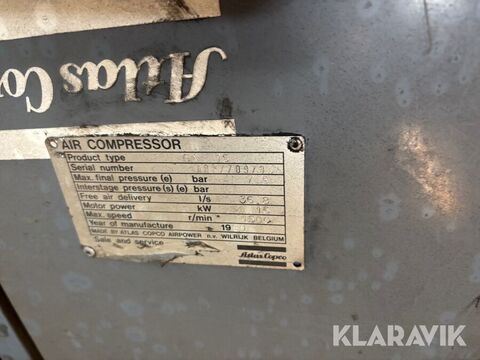 Atlas Co
AIR COMPRESSOR
Product type
Serial number
Max. final pressure (e) bar
Interstage pressure(s) (e) bar
Free air delivery l/s
Motor power kW
Max. speed r/min
Year of manufacture 19
MADE BY ATLAS COPCO AIRPOWER n.v. WILRIJK BELGIUM
Sale and service
Atlas Copco
KLARAVIK